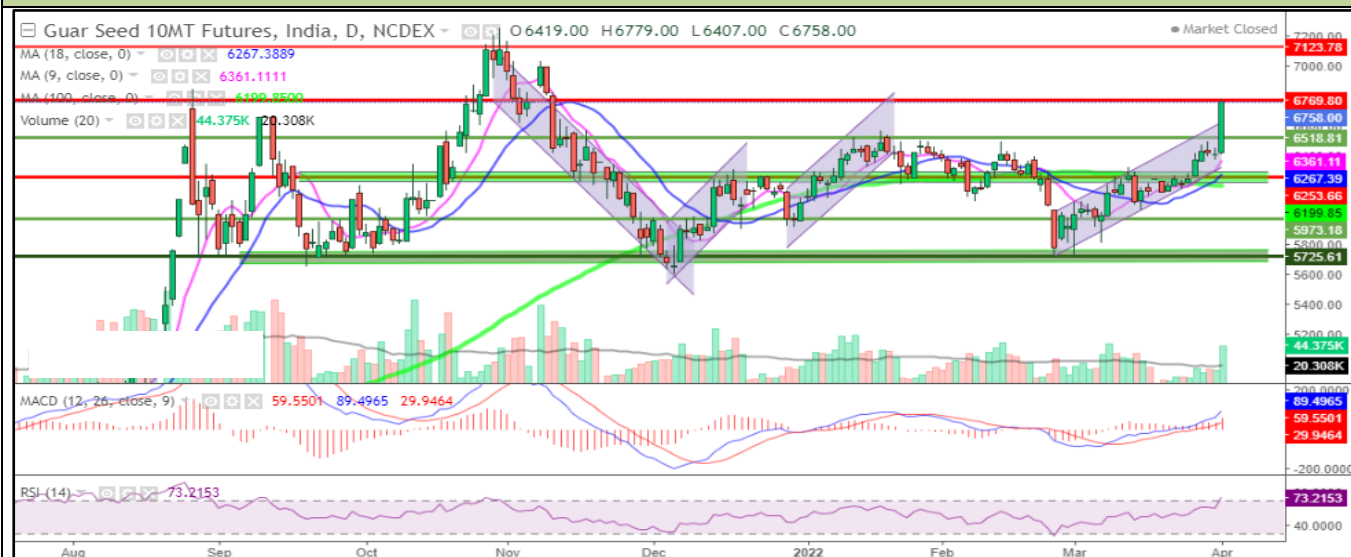 Guar Seed 10MT Futures, India, D, NCDEX O6419.00 H6779.00 L6407.00 C6758.00 Market Closed
MA (18, close, 0) 6267.3889
MA (9, close, 0) 6361.1111
MA (100, close, 0) 6199.8500
Volume (20) 44.375K 20.308K
7200.00
7123.78
7000.00
6769.80
6758.00
6518.81
6361.11
6267.39
6253.66
6199.85
5973.18
5800.00
5725.61
5600.00
5400.00
5200.00
44.375K
20.308K
MACD (12, 26, close, 9) 59.5501 89.4965 29.9464
200.0000
89.4965
59.5501
29.9464
-200.0000
RSI (14) 73.2153
73.2153
40.0000
Aug Sep Oct Nov Dec 2022 Feb Mar Apr